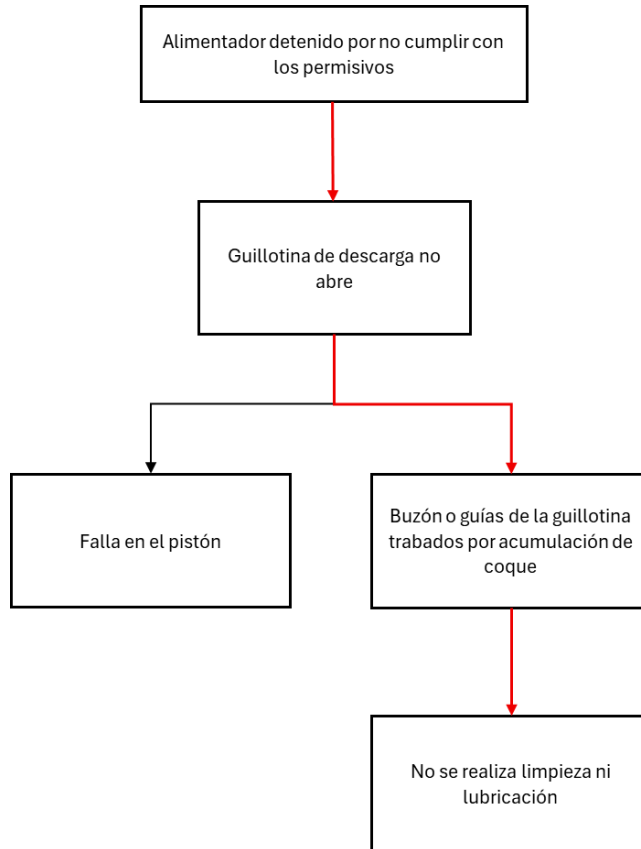 Alimentador detenido por no cumplir con
los permisivos
Guillotina de descarga no
abre
Falla en el pistón
Buzón o guías de la guillotina
trabados por acumulación de
coque
No se realiza limpieza ni
lubricación